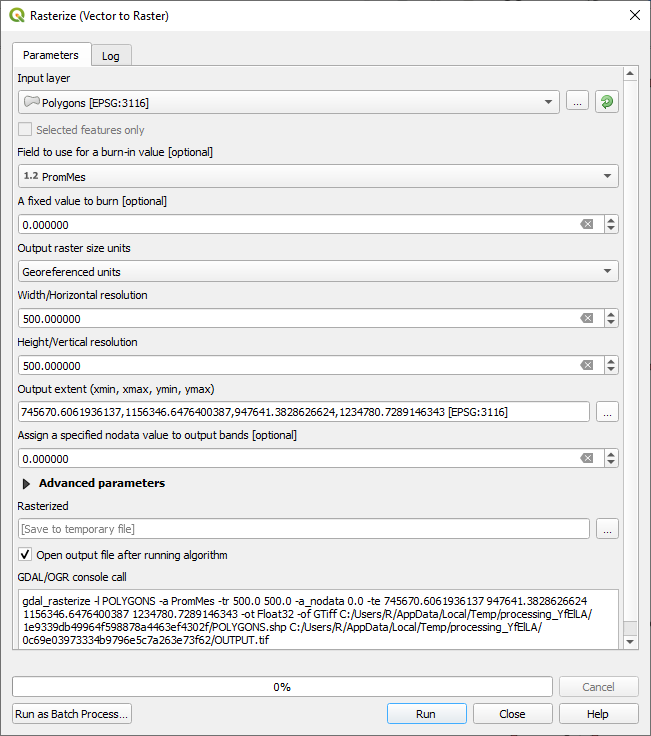 Rasterize (Vector to Raster)
Parameters
Log
Input layer
Polygons [EPSG:3116]
...
Selected features only
Field to use for a burn-in value [optional]
1.2 PromMes
A fixed value to burn [optional]
0.000000
Output raster size units
Georeferenced units
Width/Horizontal resolution
500.000000
Height/Vertical resolution
500.000000
Output extent (xmin, xmax, ymin, ymax)
745670.6061936137,1156346.6476400387,947641.3828626624,1234780.7289146343 [EPSG:3116]
...
Assign a specified nodata value to output bands [optional]
0.000000
Advanced parameters
Rasterized
[Save to temporary file]
...
Open output file after running algorithm
GDAL/OGR console call
gdal_rasterize -l POLYGONS -a PromMes -tr 500.0 500.0 -a_nodata 0.0 -te 745670.6061936137 947641.3828626624
1156346.6476400387 1234780.7289146343 -ot Float32 -of GTiff C:/Users/R/AppData/Local/Temp/processing_YfElLA/
1e9339db49964f598878a4463ef4302f/POLYGONS.shp C:/Users/R/AppData/Local/Temp/processing_YfElLA/
0c69e03973334b9796e5c7a263e73f62/OUTPUT.tif
0%
Cancel
Run as Batch Process...
Run
Close
Help